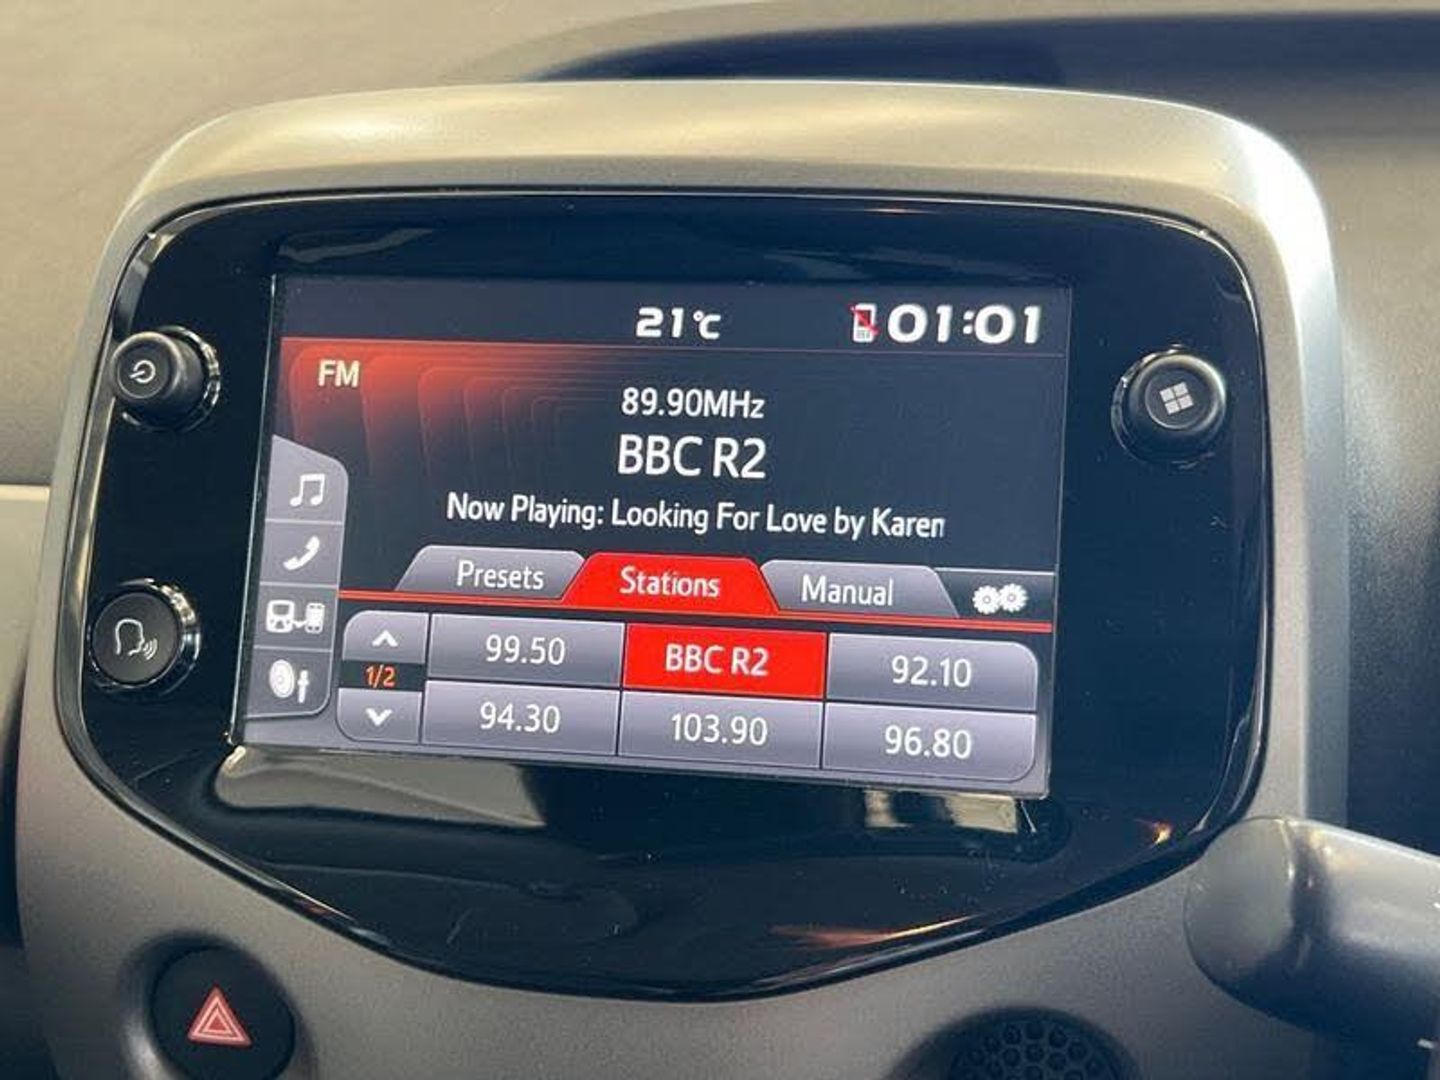 21°C 01:01
FM
89.90MHz
BBC R2
Now Playing: Looking For Love by Karen
Presets Stations Manual
99.50 BBC R2 92.10
1/2
94.30 103.90 96.80